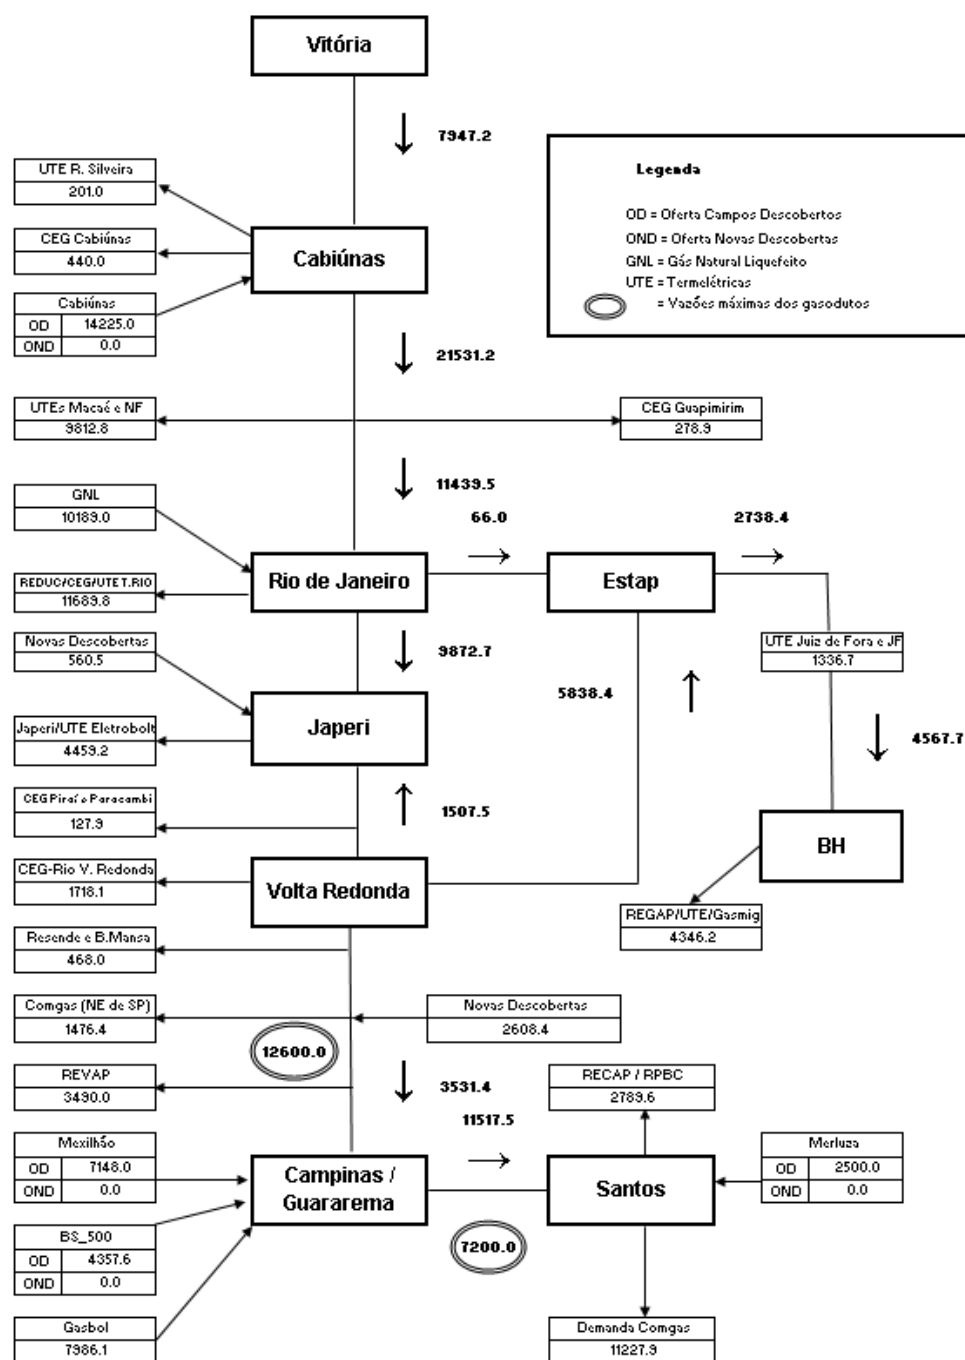 Vitória
7947.2
Legenda
OD = Oferta Campos Descobertos
OND = Oferta Novas Descobertas
GNL = Gás Natural Liquefeito
UTE = Termelétricas
= Vazões máximas dos gasodutos
UTE R. Silveira
201.0
CEG Cabiúnas
440.0
Cabiúnas
Cabiúnas
OD 14225.0
OND 0.0
21531.2
UTEs Macaé e NF
9812.8
CEG Guapimirim
278.9
11439.5
GNL
10189.0
66.0
2738.4
Rio de Janeiro
Estap
REDUC/CEG/UTE T.RIO
11689.8
Novas Descobertas
560.5
9872.7
UTE Juiz de Fora e JF
1336.7
5838.4
Japeri/UTE Eletrobolt
4459.2
Japeri
4567.7
CEG Piraí e Paracambi
127.9
1507.5
BH
CEG-Rio V. Redonda
1718.1
Volta Redonda
REGAP/UTE/Gasmig
4346.2
Resende e B.Mansa
468.0
Comgas (NE de SP)
1476.4
Novas Descobertas
2608.4
12600.0
REVAP
3490.0
3531.4
RECAP / RPBC
2789.6
11517.5
Mexilhão
OD 7148.0
OND 0.0
Campinas /
Guararema
Santos
Merluza
OD 2500.0
OND 0.0
7200.0
BS_500
OD 4357.6
OND 0.0
Gasbol
7986.1
Demanda Comgas
11227.9